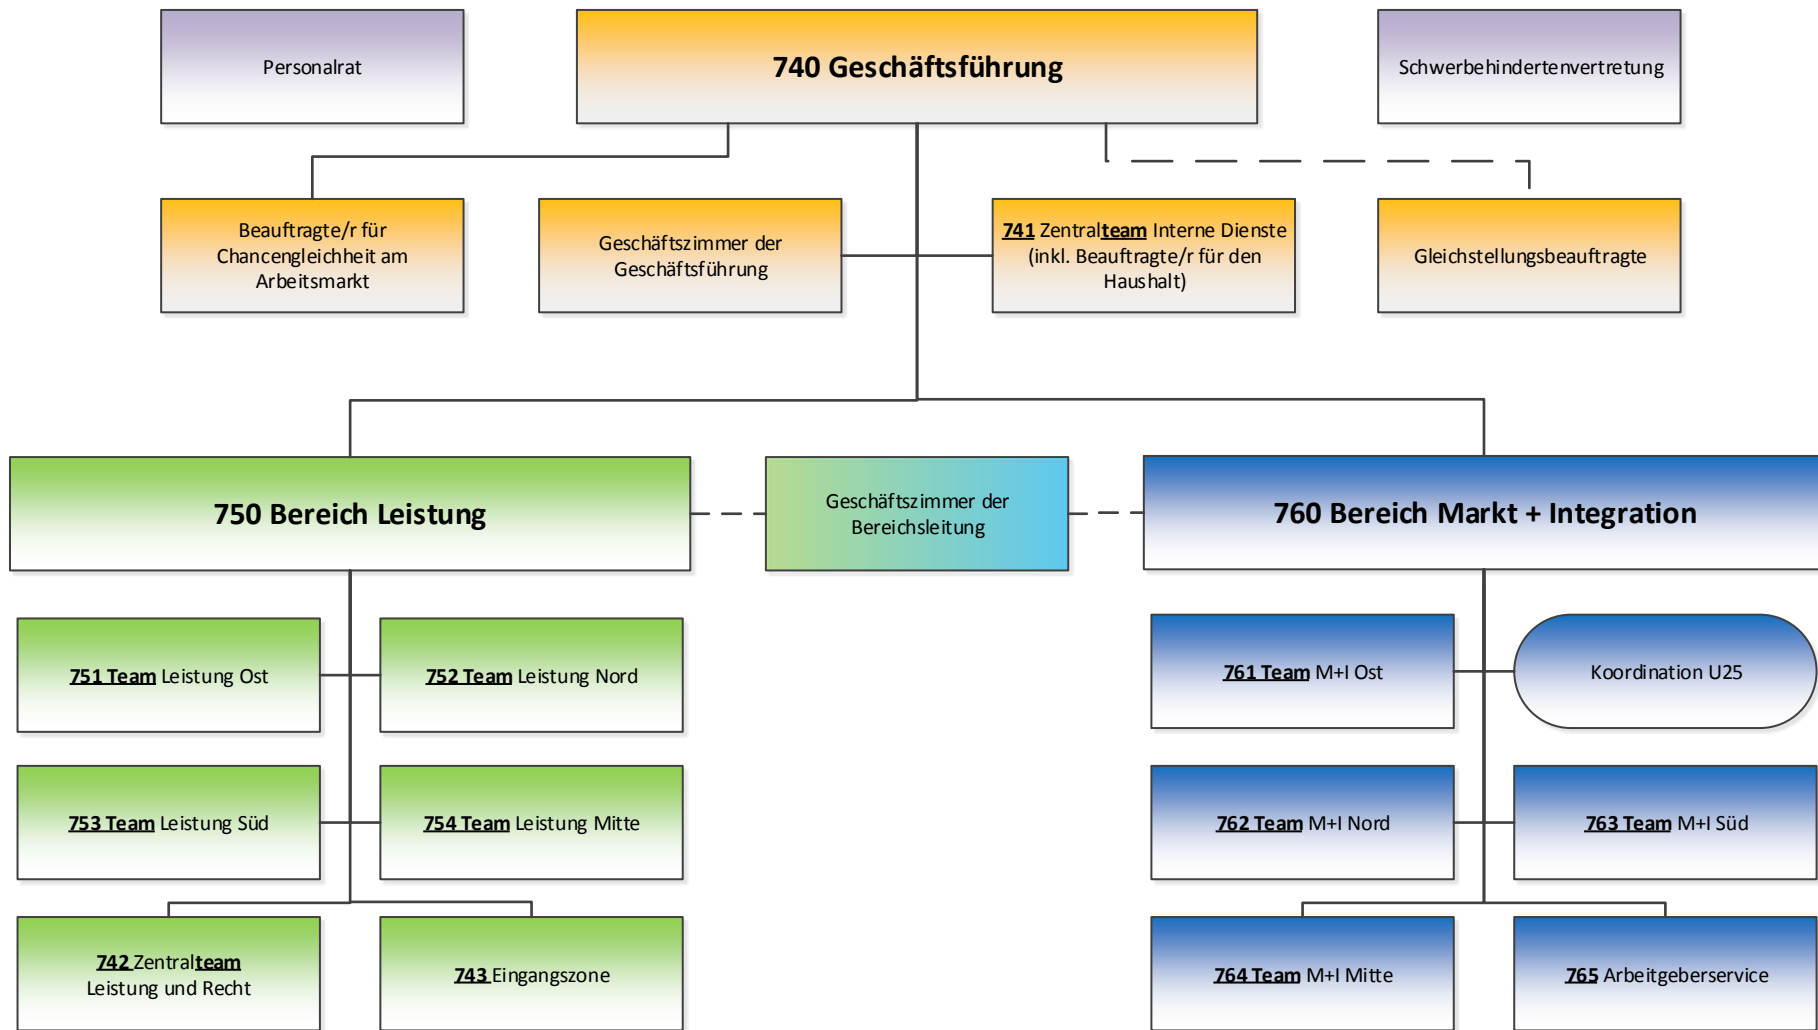 Personalrat
740 Geschäftsführung
Schwerbehindertenvertretung
Beauftragte/r für
Chancengleichheit am
Arbeitsmarkt
Geschäftszimmer der
Geschäftsführung
741 Zentralteam Interne Dienste
(inkl. Beauftragte/r für den
Haushalt)
Gleichstellungsbeauftragte
750 Bereich Leistung
Geschäftszimmer der
Bereichsleitung
760 Bereich Markt + Integration
751 Team Leistung Ost
752 Team Leistung Nord
761 Team M+I Ost
Koordination U25
753 Team Leistung Süd
754 Team Leistung Mitte
762 Team M+I Nord
763 Team M+I Süd
742 Zentralteam
Leistung und Recht
743 Eingangszone
764 Team M+I Mitte
765 Arbeitgeberservice